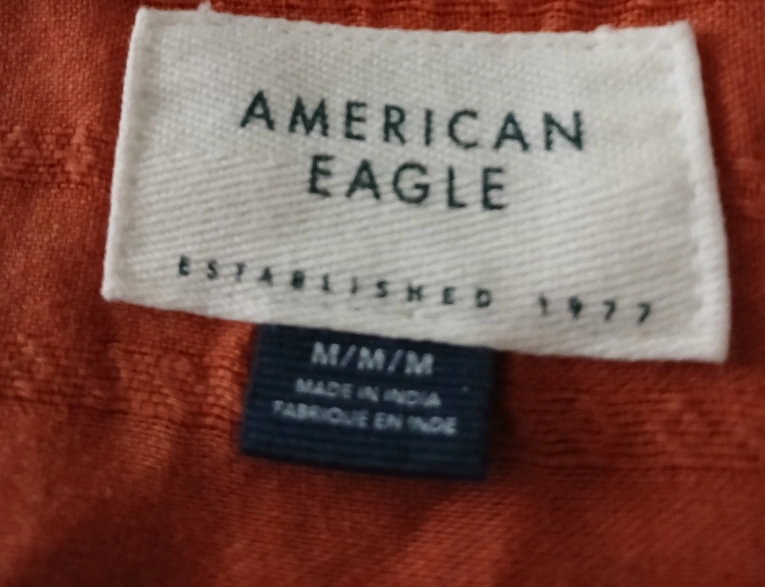 AMERICAN
EAGLE
ESTABLISHED 1977
M/M/M
MADE IN INDIA
FABRIQUE EN INDE